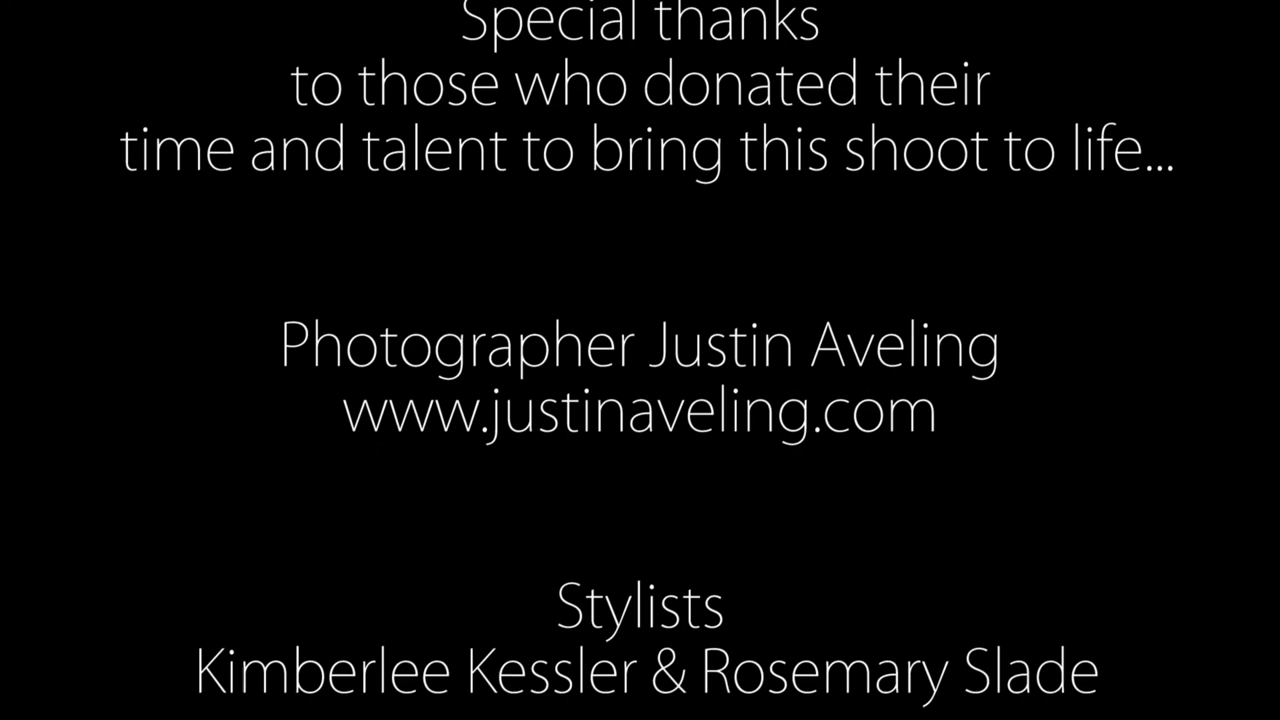 Special thanks
to those who donated their
time and talent to bring this shoot to life...
Photographer Justin Aveling
www.justinaveling.com
Stylists
Kimberlee Kessler & Rosemary Slade